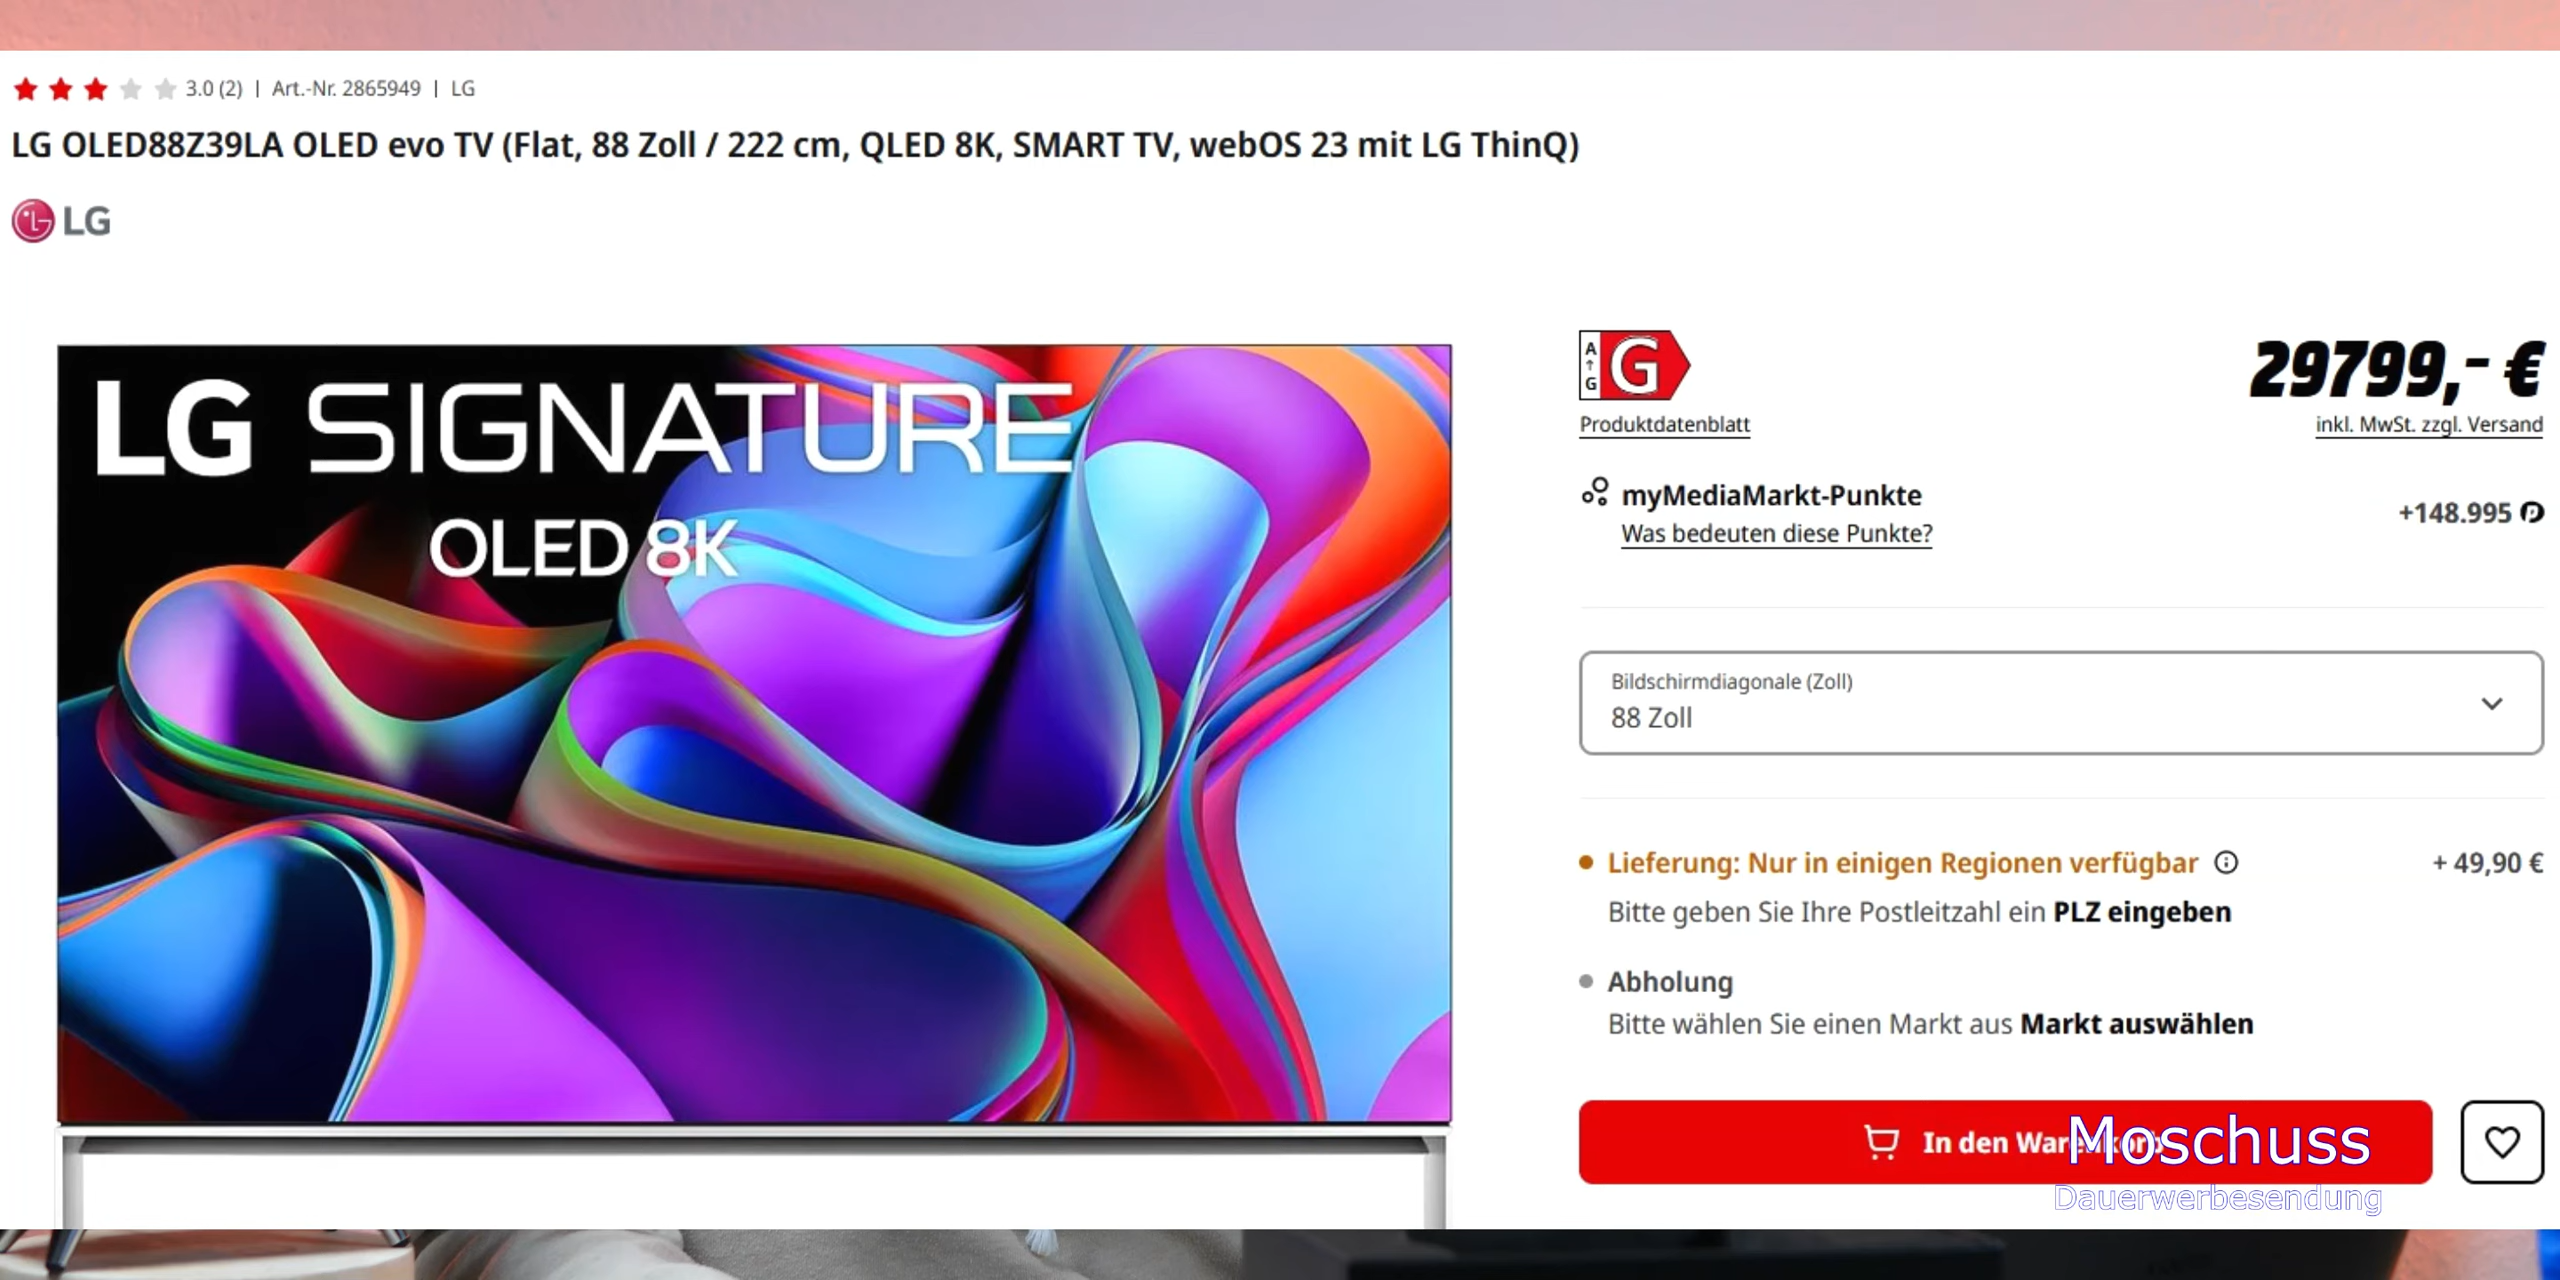 3.0 (2) | Art.-Nr. 2865949 | LG
LG OLED88Z39LA OLED evo TV (Flat, 88 Zoll / 222 cm, QLED 8K, SMART TV, webOS 23 mit LG ThinQ)
LG
LG SIGNATURE
OLED 8K
A
G
G
29799,- €
Produktdatenblatt
inkl. MwSt. zzgl. Versand
myMediaMarkt-Punkte
+148.995
Was bedeuten diese Punkte?
Bildschirmdiagonale (Zoll)
88 Zoll
Lieferung: Nur in einigen Regionen verfügbar
+ 49,90 €
Bitte geben Sie Ihre Postleitzahl ein PLZ eingeben
Abholung
Bitte wählen Sie einen Markt aus Markt auswählen
In den Warenkorb
Moschuss
Dauerwerbesendung